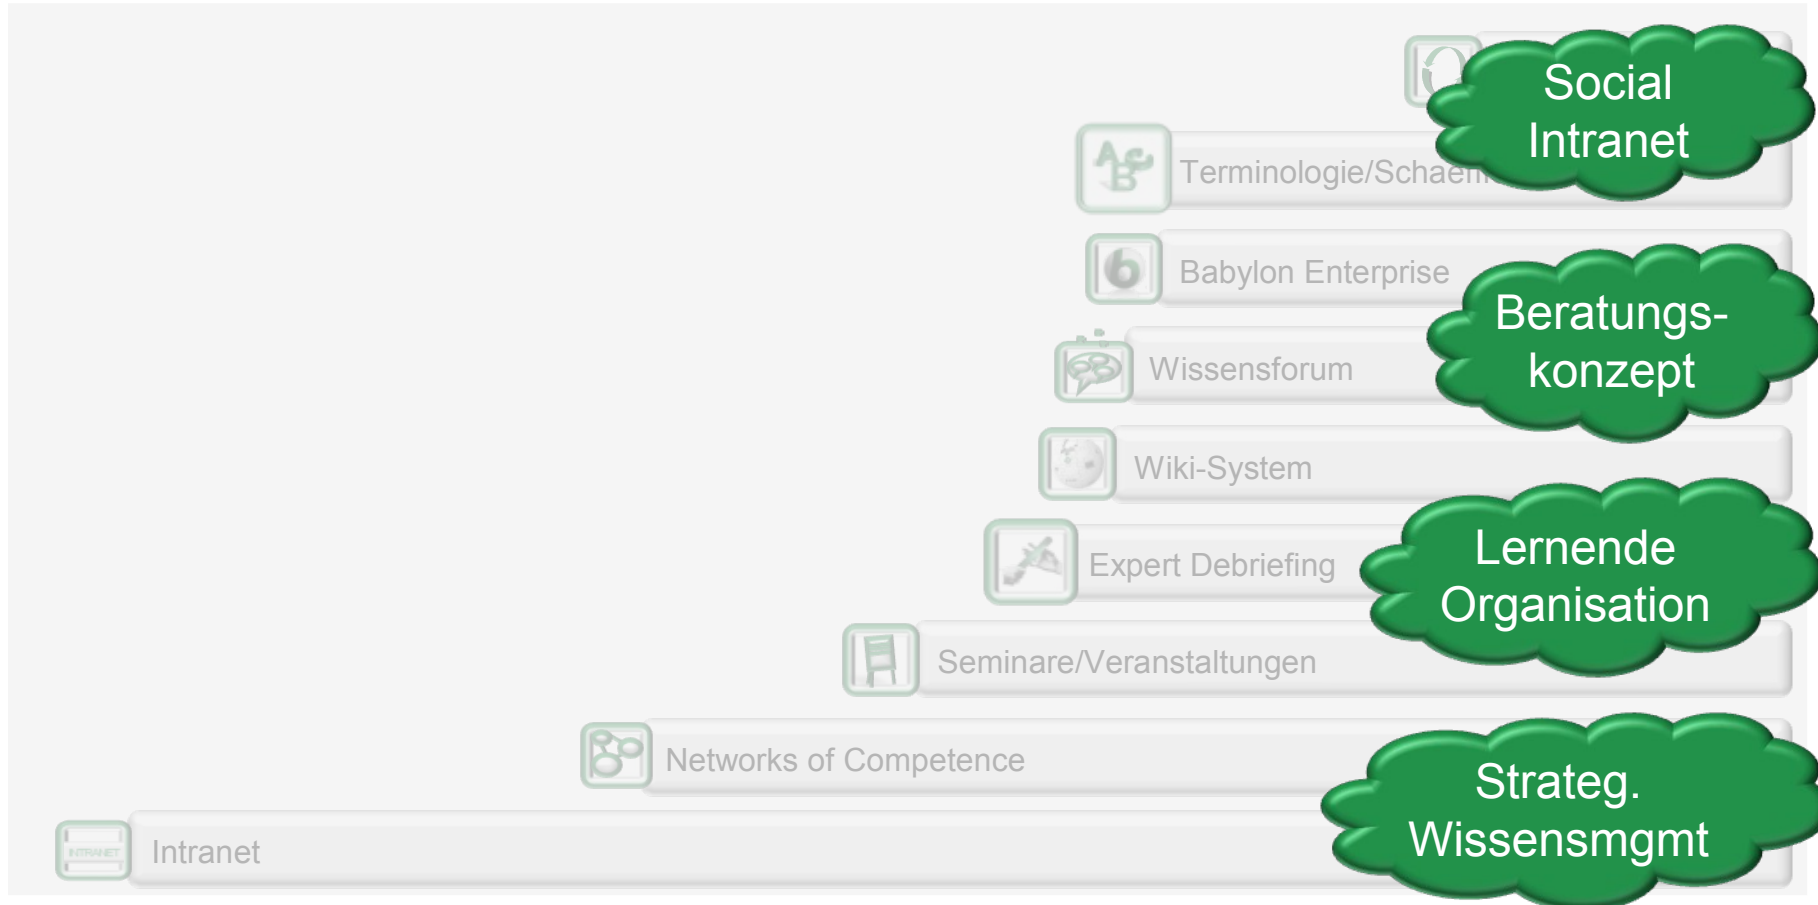 Social
Intranet
Terminologie/
Babylon Enterprise
Beratungs-
konzept
Wissensforum
Wiki-System
Lernende
Organisation
Expert Debriefing
Seminare/Veranstaltungen
Networks of Competence
Strateg.
Wissensmgmt
INTRANET
Intranet